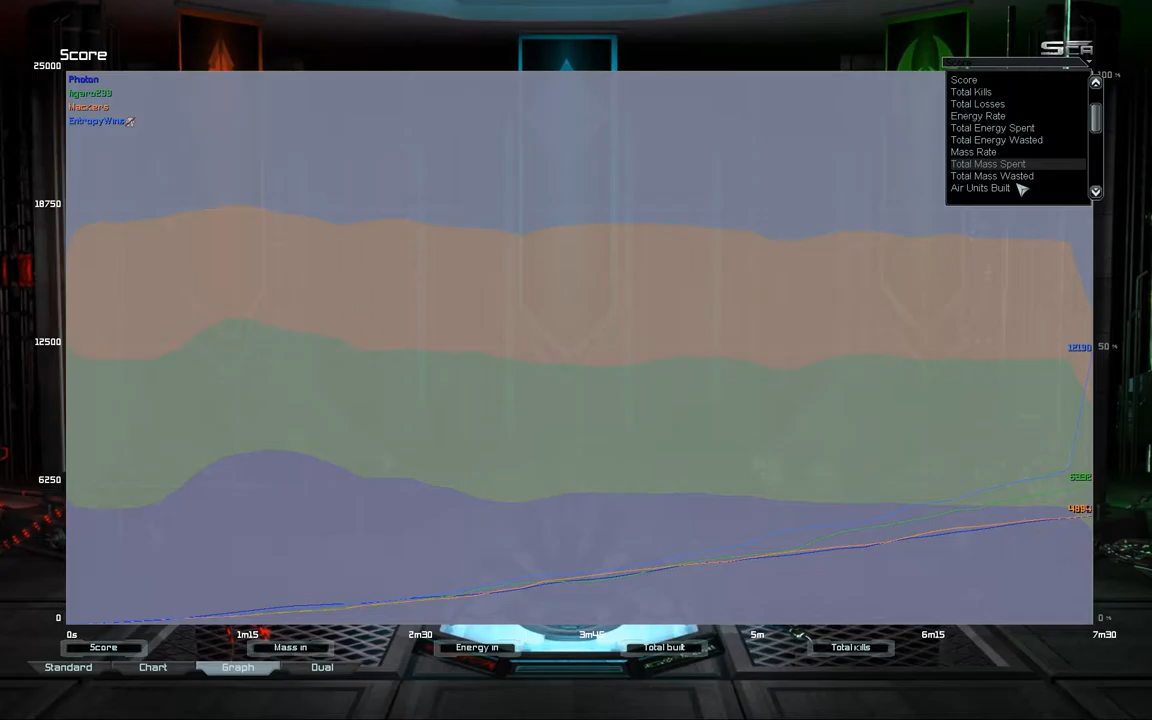 Score
25000
Photon
Mackers
EntropyWins
18750
12500
6250
0
100 %
Score
Total Kills
Total Losses
Energy Rate
Total Energy Spent
Total Energy Wasted
Mass Rate
Total Mass Spent
Total Mass Wasted
Air Units Built
12190
50 %
0 %
0s
1m15
2m30
3m45
5m
6m15
7m30
Score
Mass in
Energy in
Total built
Total kills
Standard
Chart
Graph
Dual